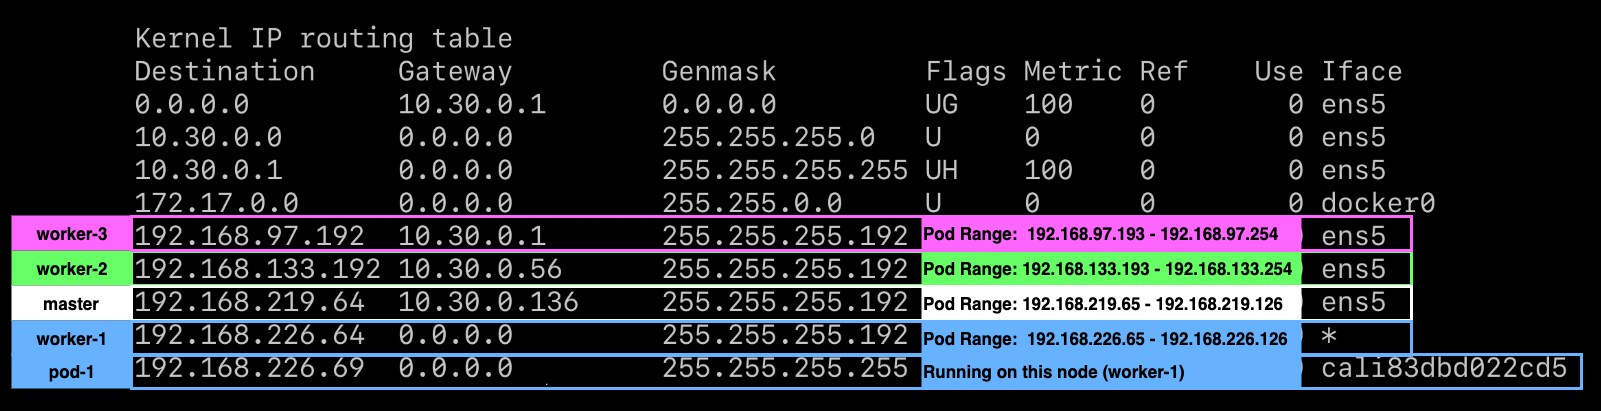 Kernel IP routing table
Destination Gateway Genmask Flags Metric Ref Use Iface
0.0.0.0 10.30.0.1 0.0.0.0 UG 100 0 0 ens5
10.30.0.0 0.0.0.0 255.255.255.0 U 0 0 0 ens5
10.30.0.1 0.0.0.0 255.255.255.255 UH 100 0 0 ens5
172.17.0.0 0.0.0.0 255.255.0.0 U 0 0 0 docker0
worker-3 192.168.97.192 10.30.0.1 255.255.255.192 Pod Range: 192.168.97.193 - 192.168.97.254 ens5
worker-2 192.168.133.192 10.30.0.56 255.255.255.192 Pod Range: 192.168.133.193 - 192.168.133.254 ens5
master 192.168.219.64 10.30.0.136 255.255.255.192 Pod Range: 192.168.219.65 - 192.168.219.126 ens5
worker-1 192.168.226.64 0.0.0.0 255.255.255.192 Pod Range: 192.168.226.65 - 192.168.226.126 *
pod-1 192.168.226.69 0.0.0.0 255.255.255.255 Running on this node (worker-1) cali83dbd022cd5